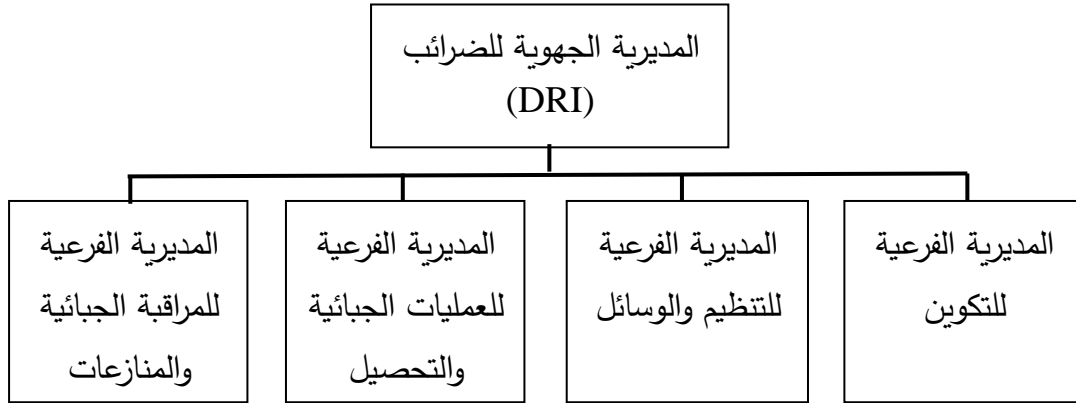 المديرية الجهوية للضرائب
(DRI)
المديرية الفرعية
للتكوين
المديرية الفرعية
للتنظيم والوسائل
المديرية الفرعية
للعمليات الجبائية
والتحصيل
المديرية الفرعية
للمراقبة الجبائية
والمنازعات